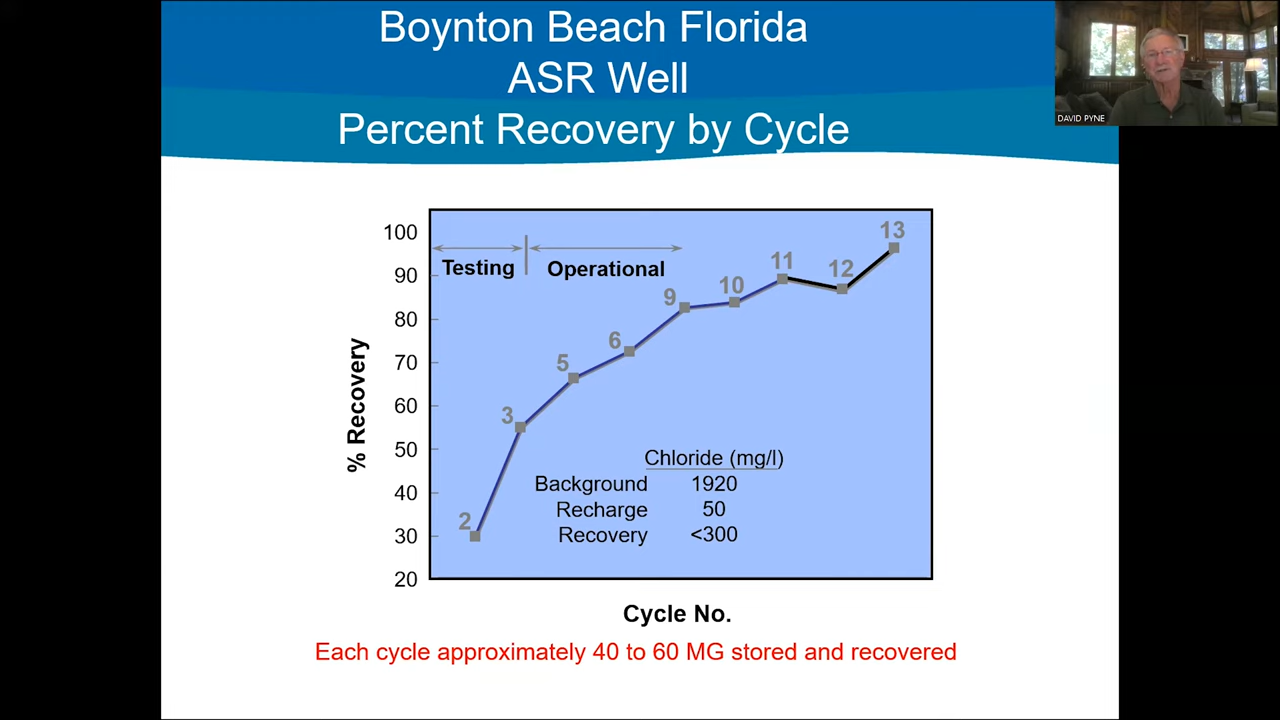 Boynton Beach Florida
ASR Well
Percent Recovery by Cycle
DAVID PYNE
100
90
80
70
60
50
40
30
20
% Recovery
Testing
Operational
2
3
5
6
9
10
11
12
13
Chloride (mg/l)
Background 1920
Recharge 50
Recovery <300
Cycle No.
Each cycle approximately 40 to 60 MG stored and recovered